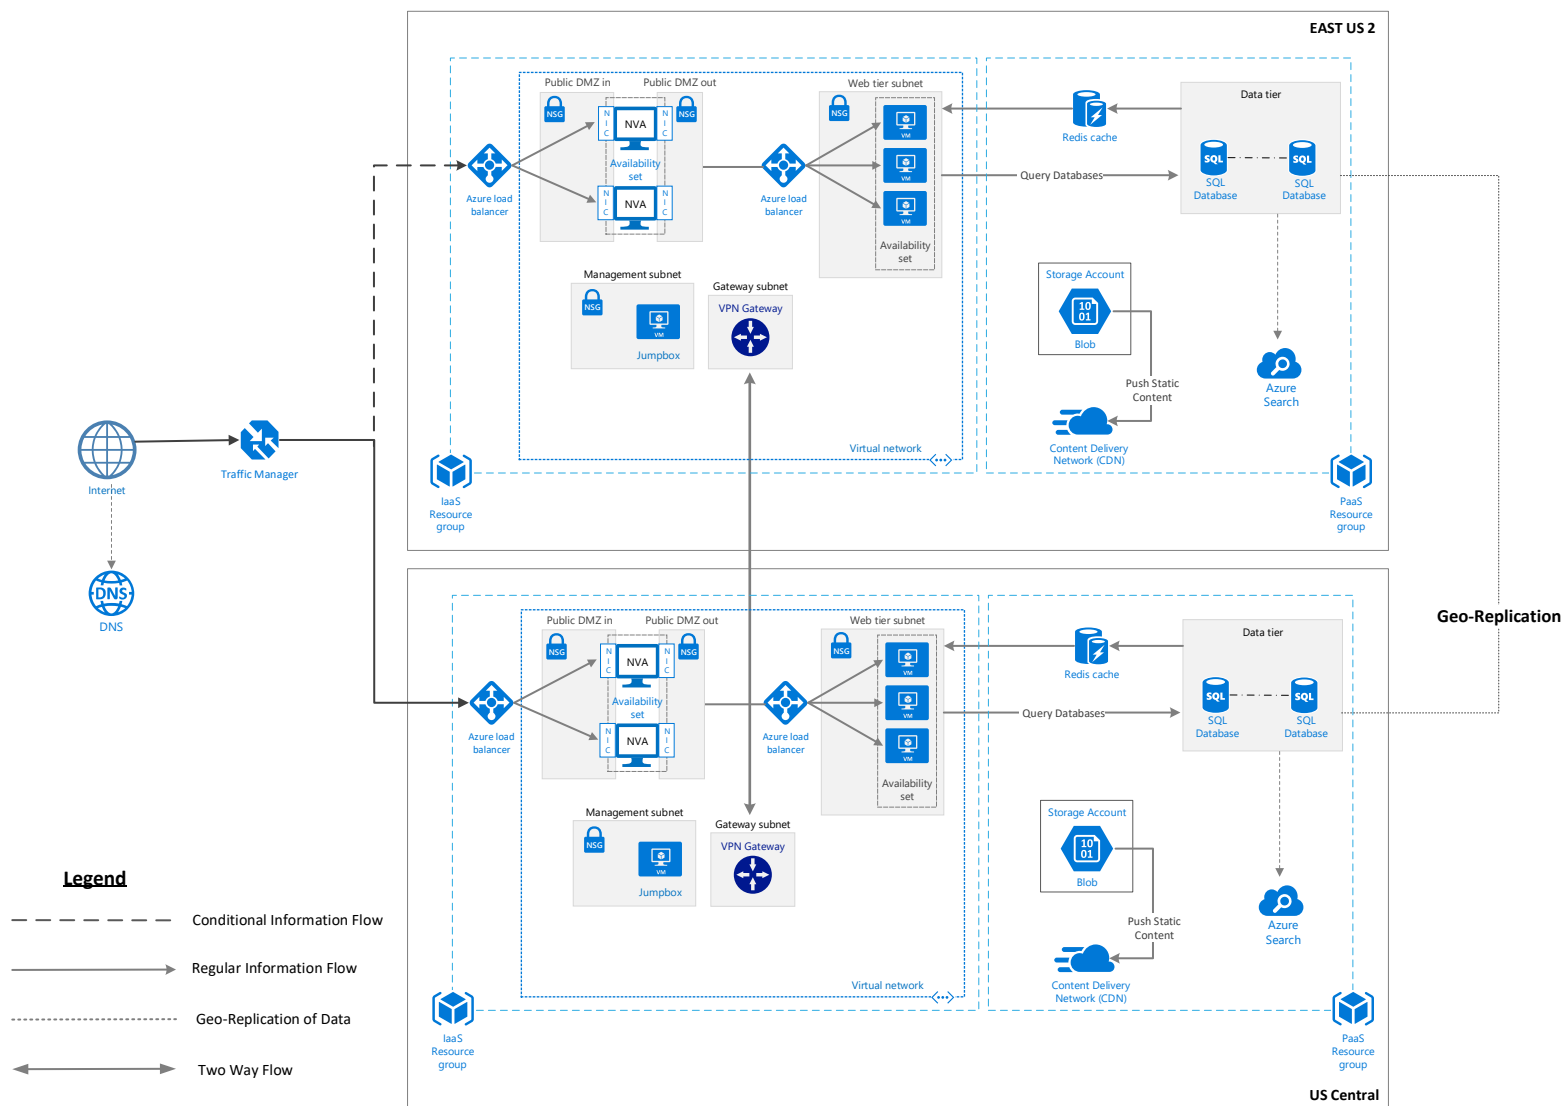 EAST US 2
Public DMZ in
Public DMZ out
Web tier subnet
Data tier
NSG
N
I
C
NVA
N
I
C
NSG
NSG
VM
Redis cache
Availability
set
VM
SQL
SQL
SQL
Database
SQL
Database
Query Databases
N
I
C
NVA
N
I
C
VM
Azure load
balancer
Azure load
balancer
Availability
set
Management subnet
NSG
VM
Jumpbox
Gateway subnet
VPN Gateway
Storage Account
10
01
Blob
Push Static
Content
Azure
Search
Content Delivery
Network (CDN)
Virtual network
Internet
Traffic Manager
IaaS
Resource
group
PaaS
Resource
group
DNS
DNS
Geo-Replication
Public DMZ in
Public DMZ out
Web tier subnet
Data tier
NSG
N
I
C
NVA
N
I
C
NSG
NSG
VM
Redis cache
Availability
set
VM
SQL
SQL
SQL
Database
SQL
Database
Query Databases
N
I
C
NVA
N
I
C
VM
Azure load
balancer
Azure load
balancer
Availability
set
Management subnet
NSG
VM
Jumpbox
Gateway subnet
VPN Gateway
Storage Account
10
01
Blob
Push Static
Content
Azure
Search
Content Delivery
Network (CDN)
Virtual network
IaaS
Resource
group
PaaS
Resource
group
US Central
Legend
Conditional Information Flow
Regular Information Flow
Geo-Replication of Data
Two Way Flow